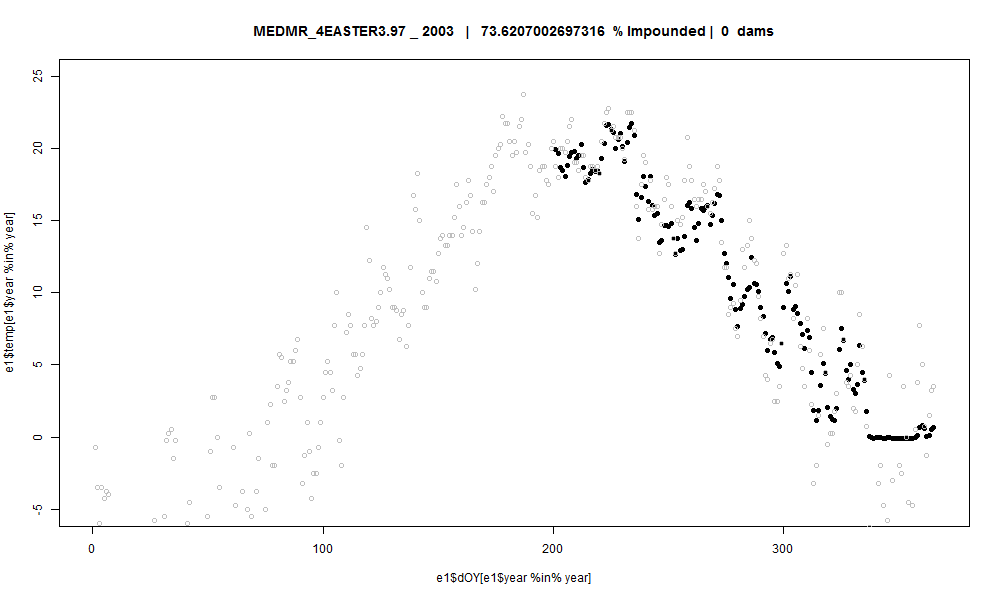 MEDMR_4EASTER3.97 _ 2003 | 73.6207002697316 % Impounded | 0 dams
e1$temp[e1$year %in% year]
25
20
15
10
5
0
-5
0 100 200 300
e1$dOY[e1$year %in% year]